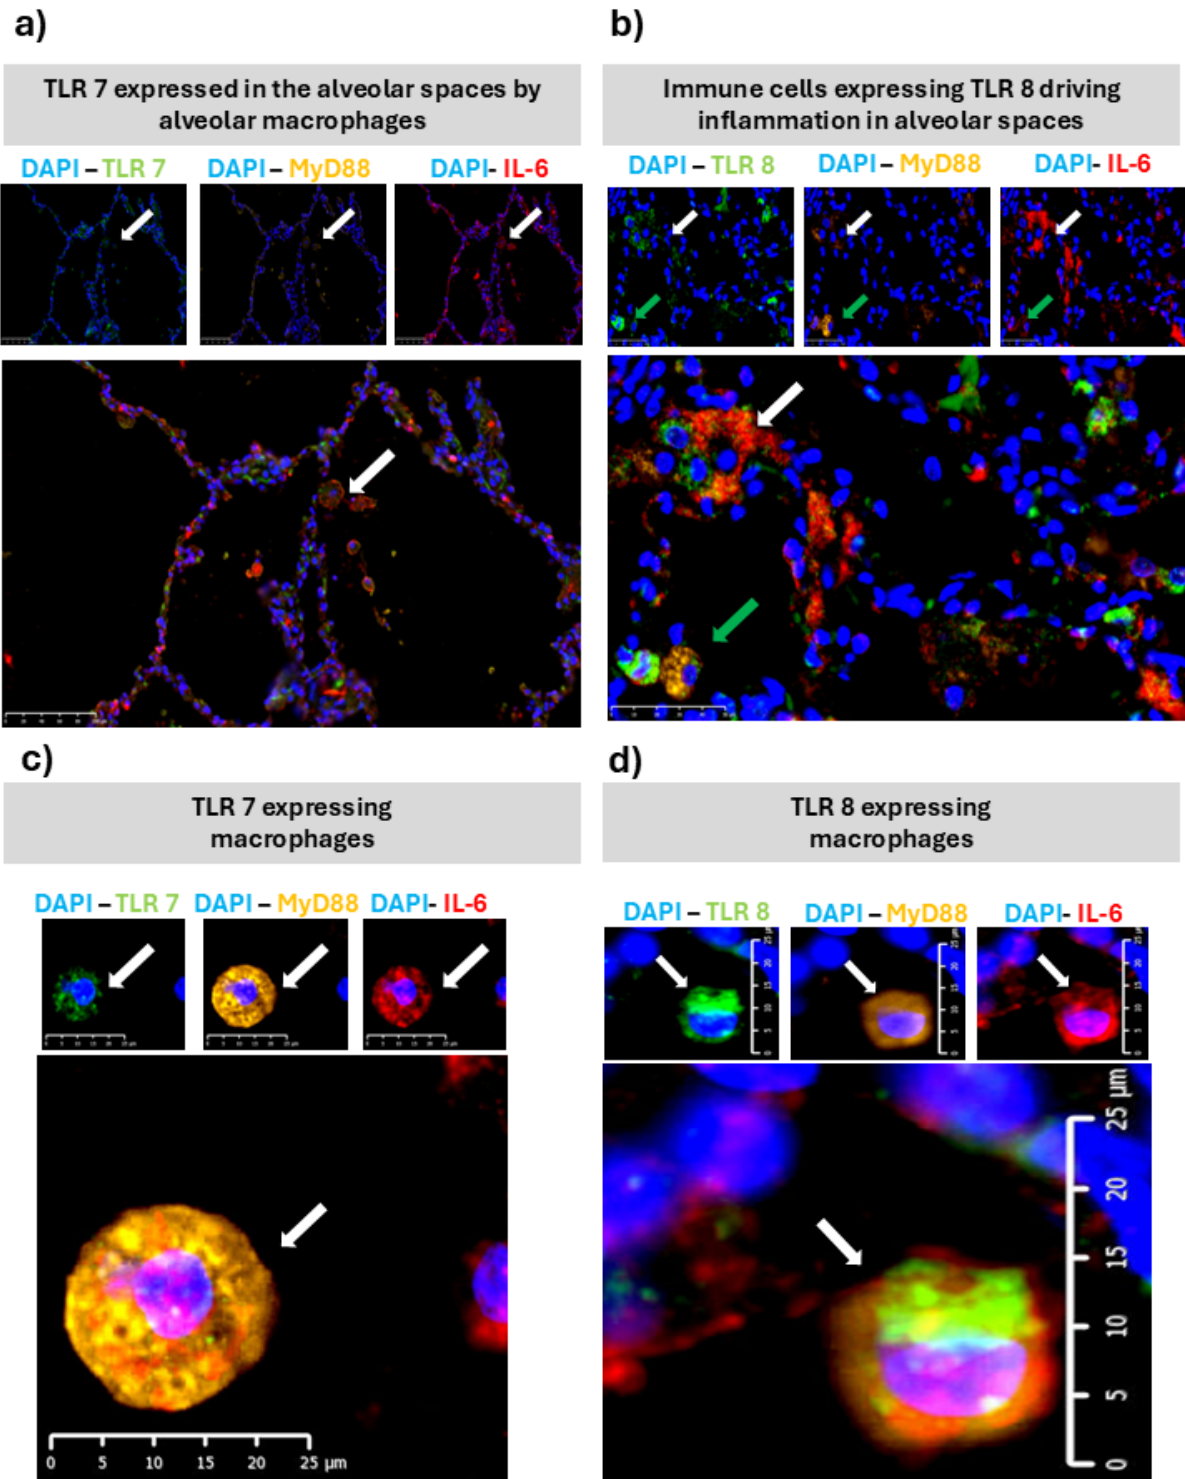 a)
TLR 7 expressed in the alveolar spaces by
alveolar macrophages
DAPI – TLR 7
DAPI – MyD88
DAPI- IL-6
b)
Immune cells expressing TLR 8 driving
inflammation in alveolar spaces
DAPI – TLR 8
DAPI – MyD88
DAPI- IL-6
c)
TLR 7 expressing
macrophages
DAPI – TLR 7
DAPI – MyD88
DAPI- IL-6
0 5 10 15 20 25 µm
d)
TLR 8 expressing
macrophages
DAPI – TLR 8
DAPI – MyD88
DAPI- IL-6
0 5 10 15 20 25 µm